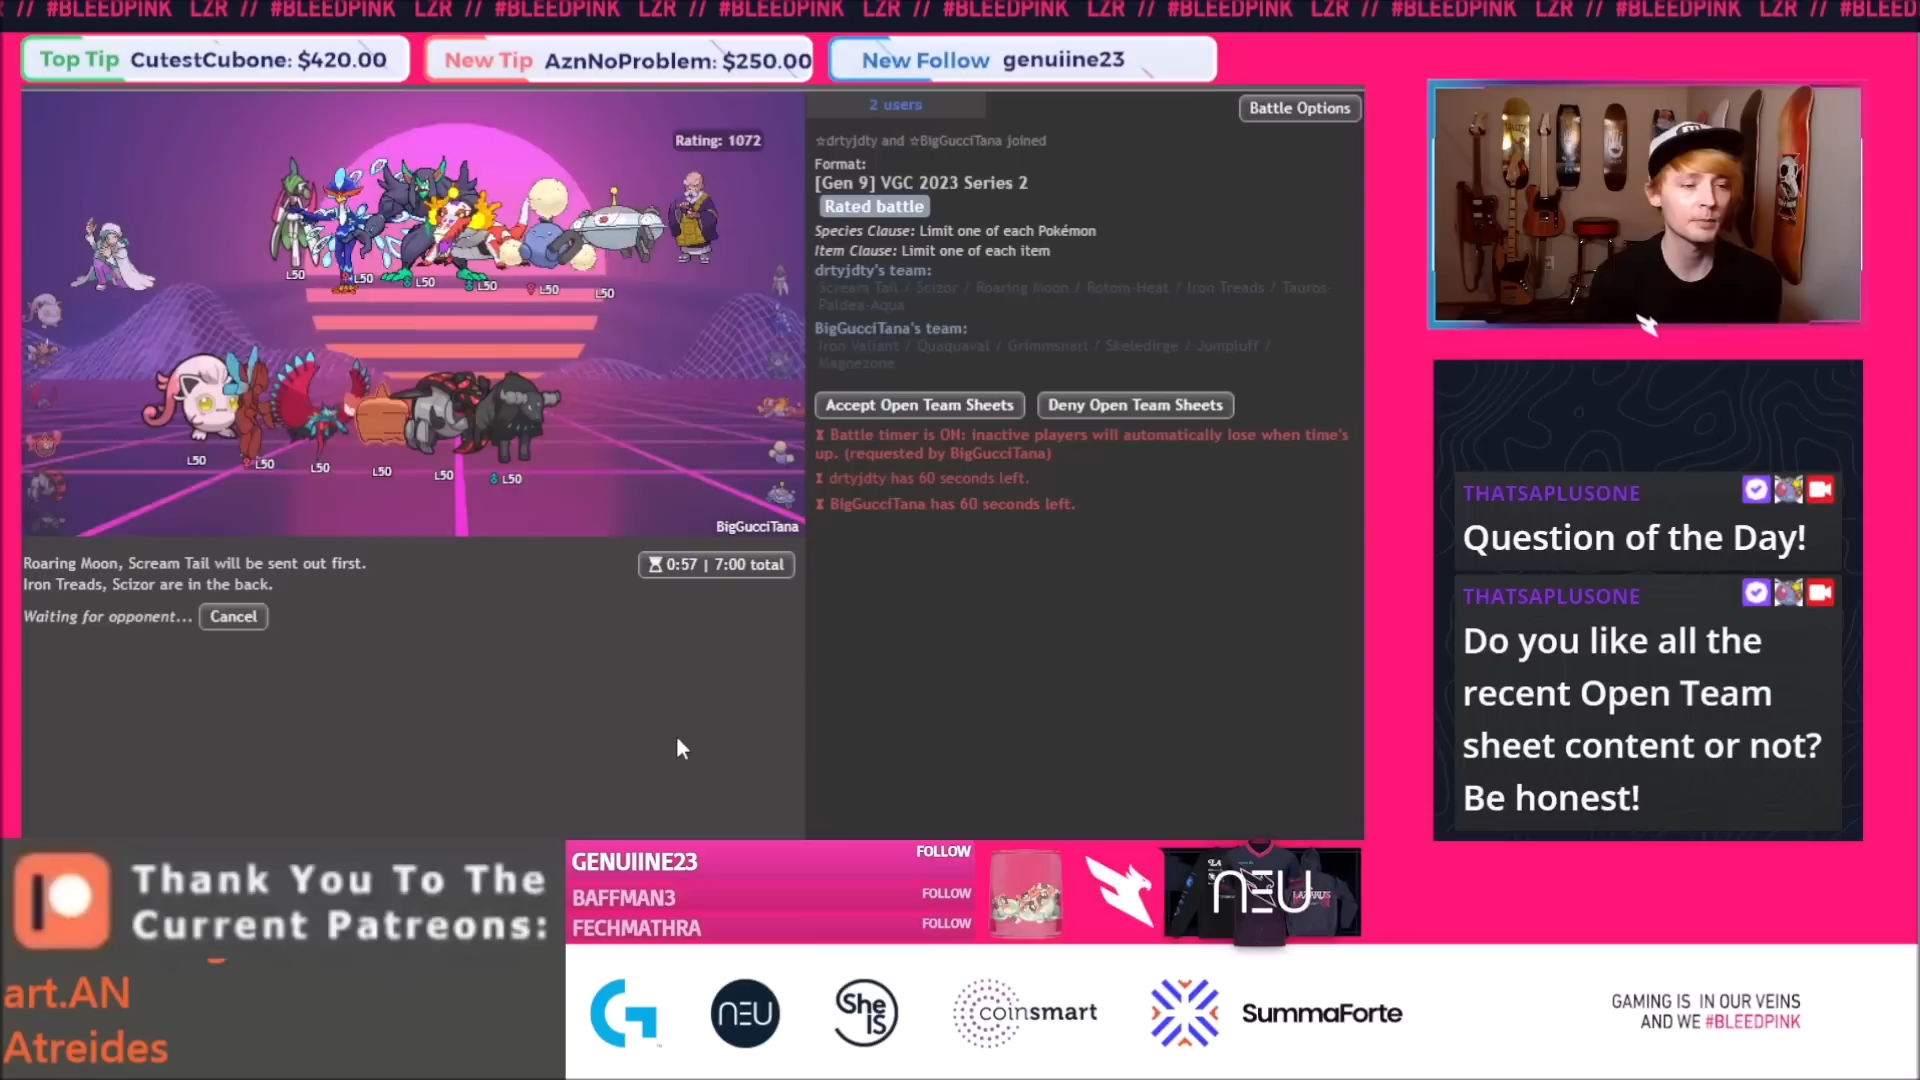 // #BLEEDPINK LZR // #BLEEDPINK LZR // #BLEEDPINK LZR // #BLEEDPINK LZR // #BLEEDPINK LZR // #BLEEDPINK LZR // #BLEEDPINK LZR // #BLEEDPINK LZR // #BLEED
Top Tip CutestCubone: $420.00
New Tip AznNoProblem: $250.00
New Follow genuiine23
2 users
Battle Options
Rating: 1072
☆drtyjdty and ☆BigGucciTana joined
Format:
[Gen 9] VGC 2023 Series 2
Rated battle
Species Clause: Limit one of each Pokémon
Item Clause: Limit one of each item
drtyjdty's team:
Scream Tail / Scizor / Roaring Moon / Rotom-Heat / Iron Treads / Tauros-
Paldea-Aqua
BigGucciTana's team:
Iron Valiant / Quaquaval / Grimmsnarl / Skeledirge / Jumpluff /
Magnezone
Accept Open Team Sheets
Deny Open Team Sheets
Battle timer is ON: inactive players will automatically lose when time's
up. (requested by BigGucciTana)
drtyjdty has 60 seconds left.
BigGucciTana has 60 seconds left.
L50 L50 L50 L50 L50 L50
L50 L50 L50 L50 L50 L50
BigGucciTana
Roaring Moon, Scream Tail will be sent out first.
Iron Treads, Scizor are in the back.
0:57 | 7:00 total
Waiting for opponent... Cancel
THATSAPLUSONE
Question of the Day!
THATSAPLUSONE
Do you like all the
recent Open Team
sheet content or not?
Be honest!
Thank You To The
Current Patreons:
art.AN
Atreides
GENUIINE23 FOLLOW
BAFFMAN3 FOLLOW
FECHMATHRA FOLLOW
NEU
G
NEU
She
IS
coinsmart
SummaForte
GAMING IS IN OUR VEINS
AND WE #BLEEDPINK